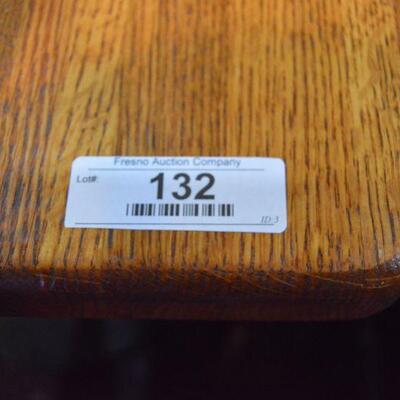 Fresno Auction Company
Lot#: 132
ID:3